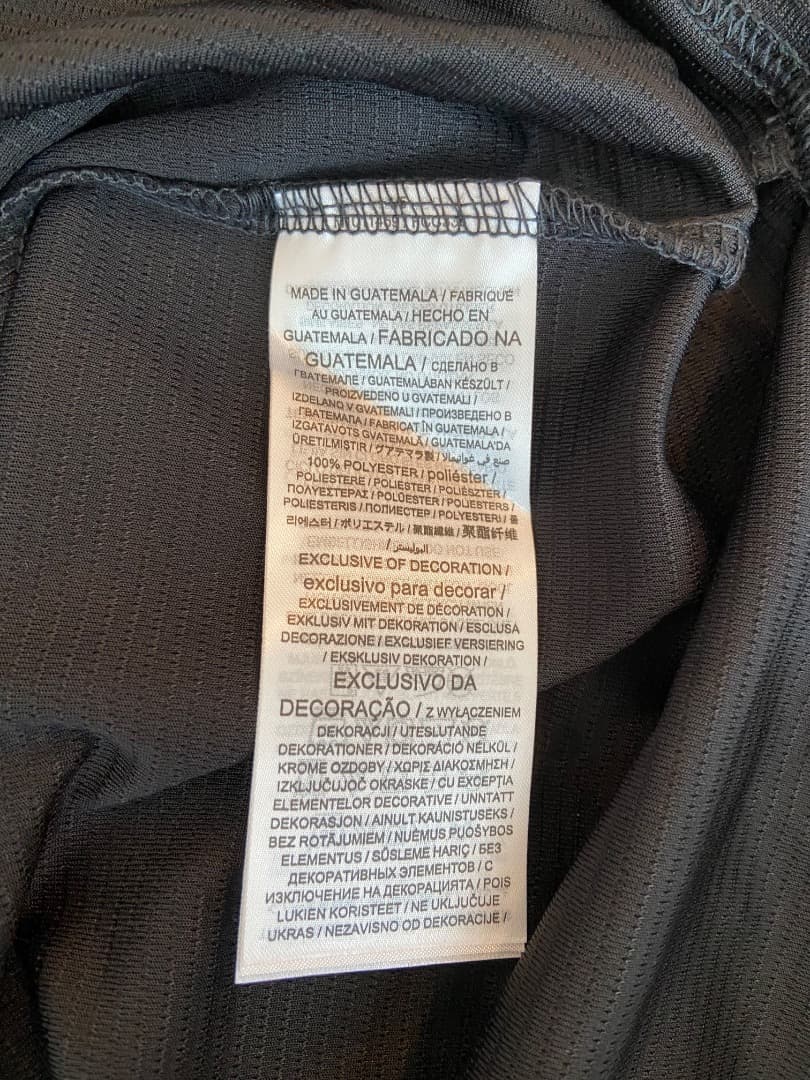 MADE IN GUATEMALA / FABRIQUÉ
AU GUATEMALA / HECHO EN
GUATEMALA / FABRICADO NA
GUATEMALA / СДЕЛАНО В
ГВАТЕМАЛЕ / GUATEMALÁBAN KÉSZÜLT /
PROIZVEDENO U GVATEMALI /
IZDELANO V GVATEMALI / ПРОИЗВЕДЕНО В
ГВАТЕМАЛА / FABRICAT ÎN GUATEMALA /
IZGATAVOTS GVATEMALĀ / GUATEMALA'DA
ÜRETILMISTIR / グアテマラ製 / صنع في غواتيمالا
100% POLYESTER / poliéster /
POLIESTERE / POLIESTER / POLIÉSZTER /
ΠΟΛΥΕΣΤΕΡΑΣ / POLÜESTER / POLIESTERS /
POLIESTERIS / ПОЛИЕСТЕР / POLYESTERI / 폴
리에스터 / ポリエステル / 聚酯纖維 / 聚酯纤维
/ البوليستر
EXCLUSIVE OF DECORATION /
exclusivo para decorar /
EXCLUSIVEMENT DE DÉCORATION /
EXKLUSIV MIT DEKORATION / ESCLUSA
DECORAZIONE / EXCLUSIEF VERSIERING
/ EKSKLUSIV DEKORATION /
EXCLUSIVO DA
DECORAÇÃO / Z WYŁĄCZENIEM
DEKORACJI / UTESLUTANDE
DEKORATIONER / DEKORÁCIÓ NÉLKÜL /
KROME OZDOBY / ΧΩΡΙΣ ΔΙΑΚΟΣΜΗΣΗ /
IZKLJUČUJOČ OKRASKE / CU EXCEPȚIA
ELEMENTELOR DECORATIVE / UNNTATT
DEKORASJON / AINULT KAUNISTUSEKS /
BEZ ROTĀJUMIEM / NUĖMUS PUOŠYBOS
ELEMENTUS / SÜSLEME HARIÇ / БЕЗ
ДЕКОРАТИВНЫХ ЭЛЕМЕНТОВ / С
ИЗКЛЮЧЕНИЕ НА ДЕКОРАЦИЯТА / POIS
LUKIEN KORISTEET / NE UKLJUČUJE
UKRAS / NEZAVISNO OD DEKORACIJE /